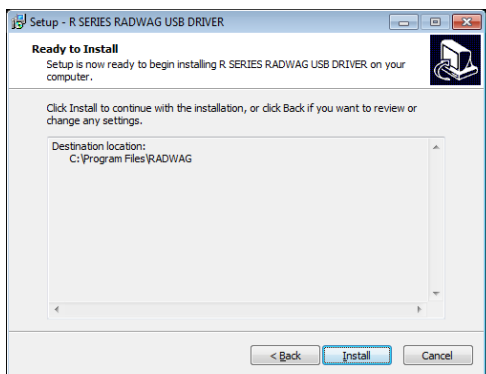 Setup - R SERIES RADWAG USB DRIVER
Ready to Install
Setup is now ready to begin installing R SERIES RADWAG USB DRIVER on your
computer.
Click Install to continue with the installation, or click Back if you want to review or
change any settings.
Destination location:
C:\Program Files\RADWAG
< Back
Install
Cancel